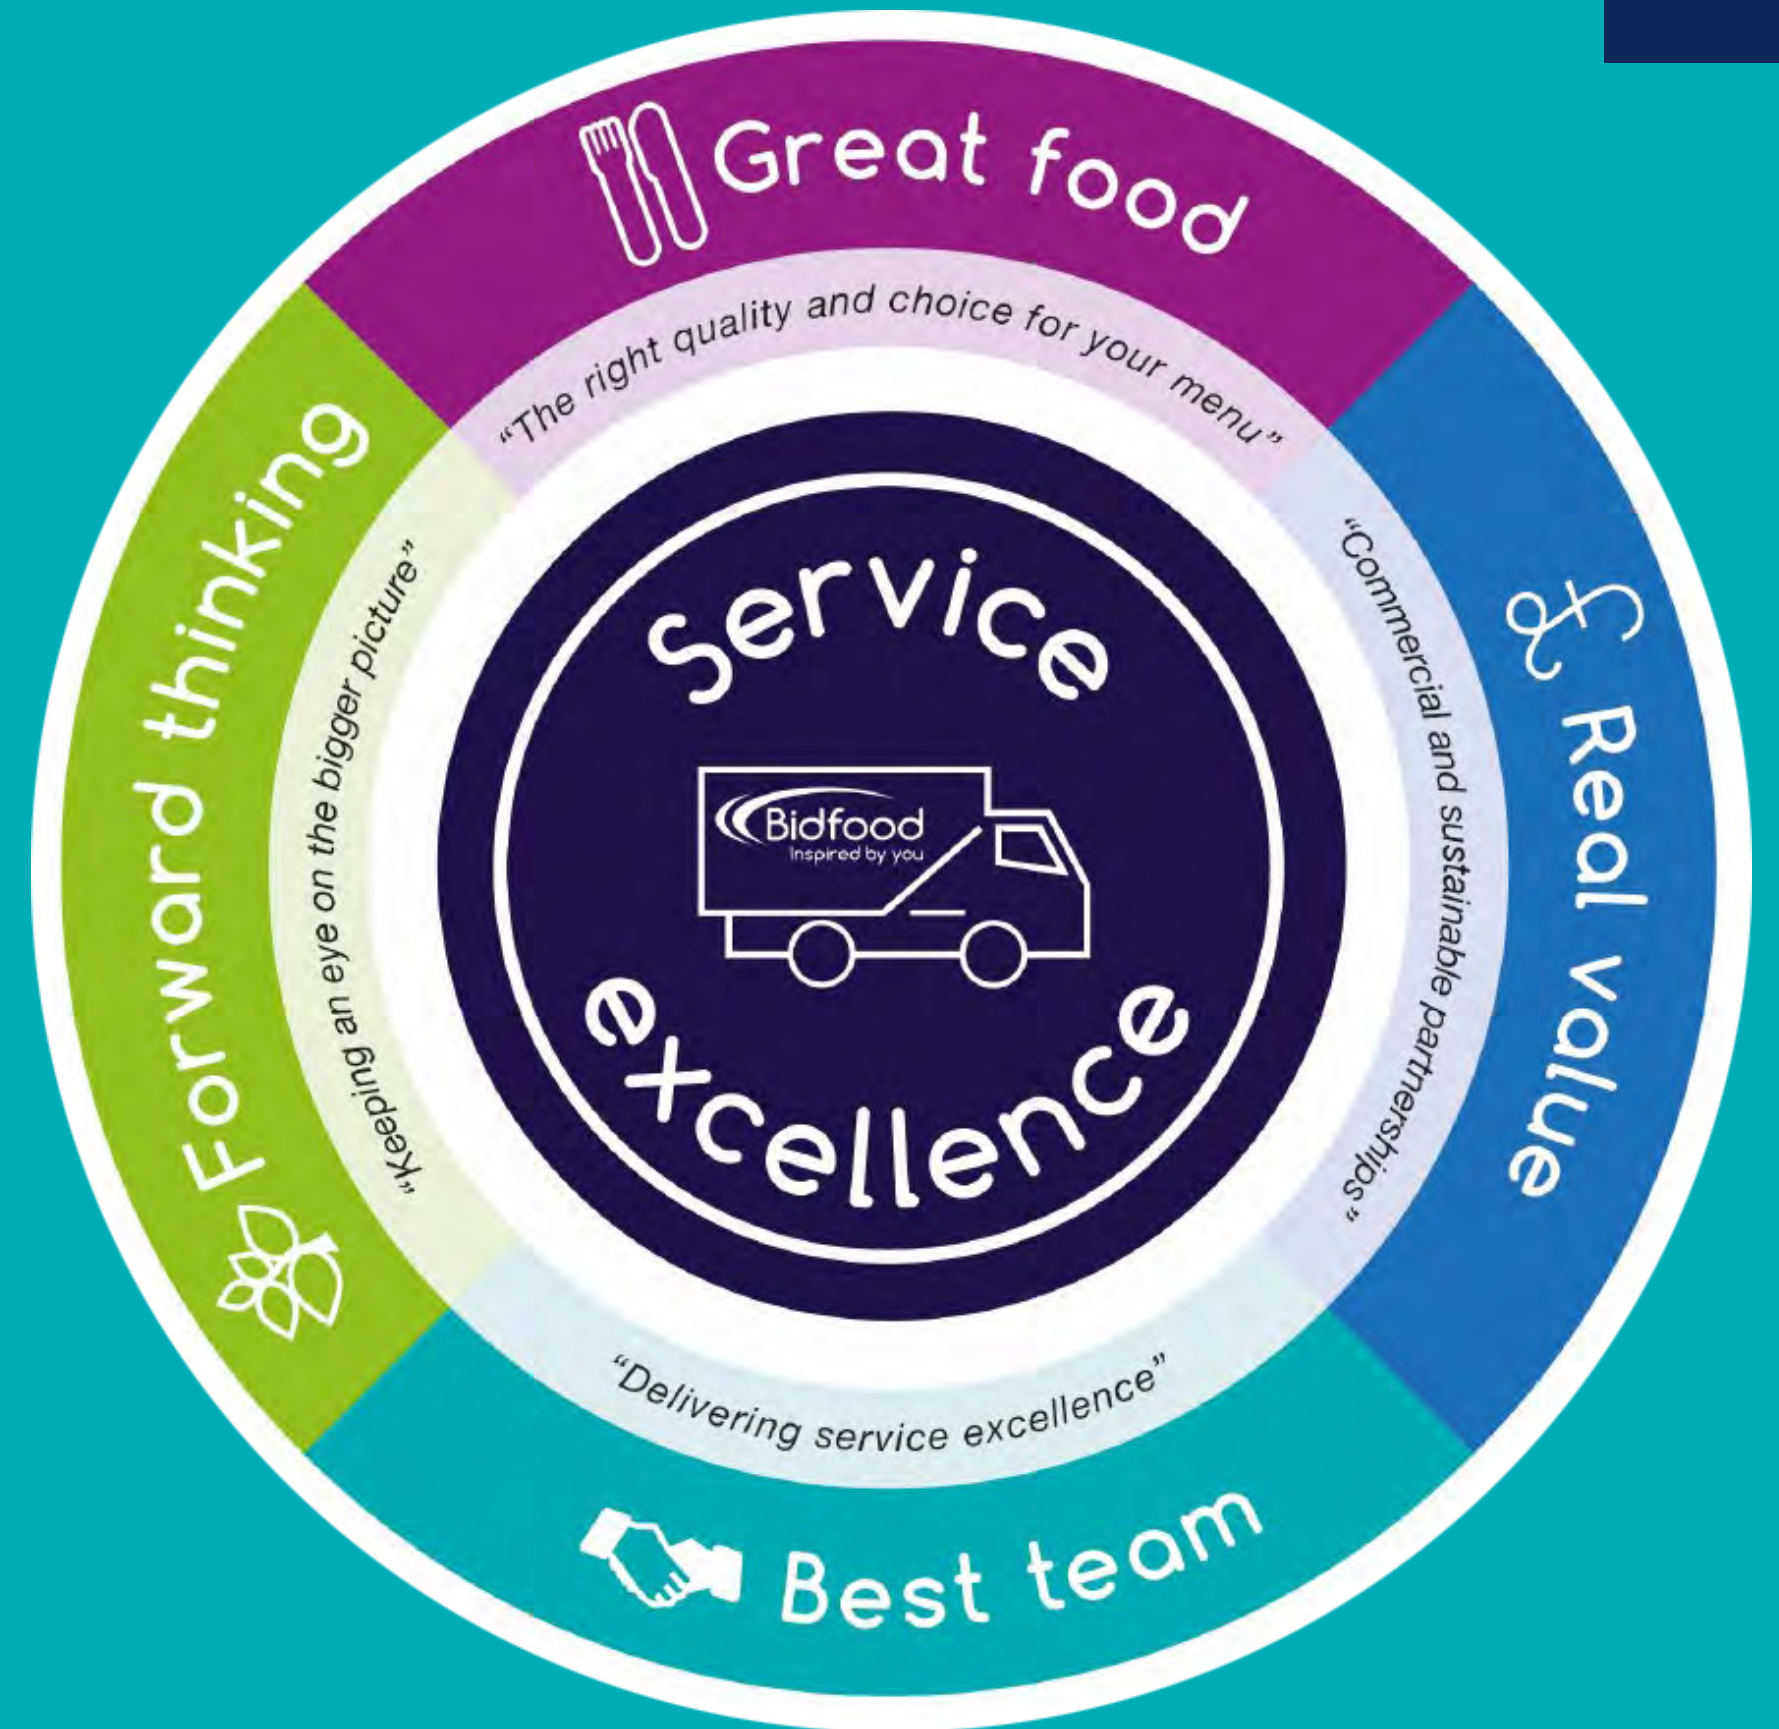 Great food
“The right quality and choice for your menu”
£ Real value
“Commercial and sustainable partnerships”
Best team
“Delivering service excellence”
Forward thinking
“Keeping an eye on the bigger picture”
Service
Bidfood
Inspired by you
excellence